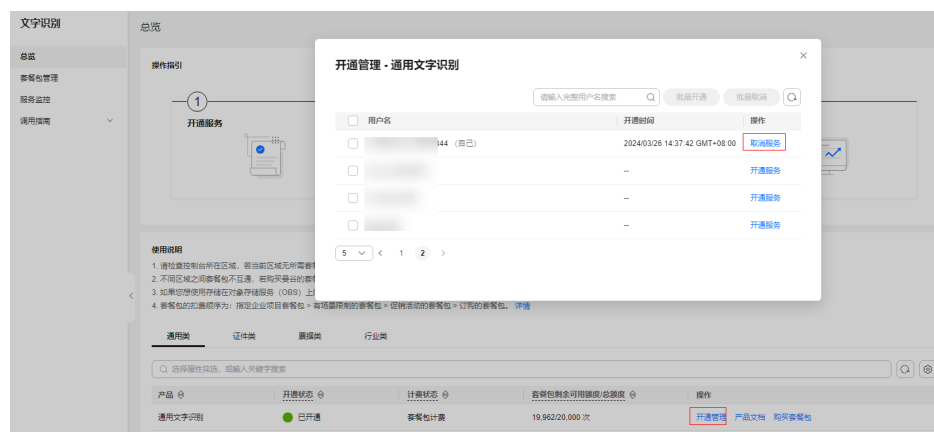 文字识别
总览
套餐包管理
服务监控
调用指南
总览
操作指引
1
开通服务
开通管理 - 通用文字识别
请输入完整用户名搜索
批量开通
批量取消
用户名
开通时间
操作
344 （自己）
2024/03/26 14:37:42 GMT+08:00
取消服务
--
开通服务
--
开通服务
--
开通服务
5
1
2
使用说明
1. 请检查控制台所在区域，若当前区域无所需套
2. 不同区域之间套餐包不互通，若购买曼谷的套
3. 如果您想使用存储在对象存储服务（OBS）上
4. 套餐包的扣费顺序为：指定企业项目套餐包 > 有场景限制的套餐包 > 促销活动的套餐包 > 订购的套餐包。 详情
通用类
证件类
票据类
行业类
选择属性筛选，或输入关键字搜索
产品
开通状态
计费状态
套餐包剩余可用额度/总额度
操作
通用文字识别
已开通
套餐包计费
19,962/20,000 次
开通管理
产品文档
购买套餐包